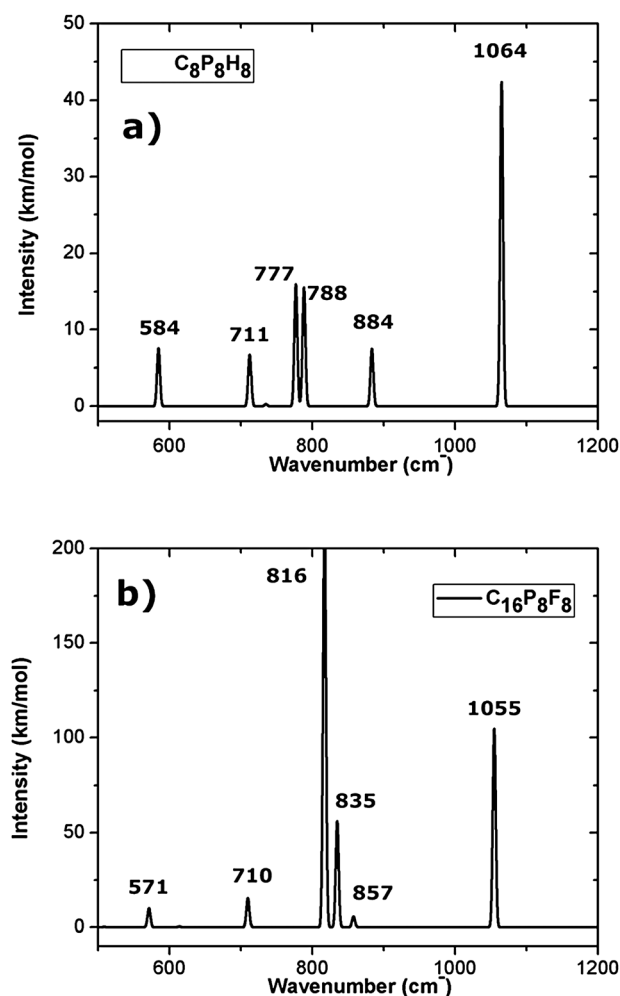 50
40
30
20
10
0
Intensity (km/mol)
C8P8H8
a)
1064
777
788
584
711
884
600 800 1000 1200
Wavenumber (cm-)
200
150
100
50
0
Intensity (km/mol)
b)
816
C16P8F8
1055
835
571
710
857
600 800 1000 1200
Wavenumber (cm-)